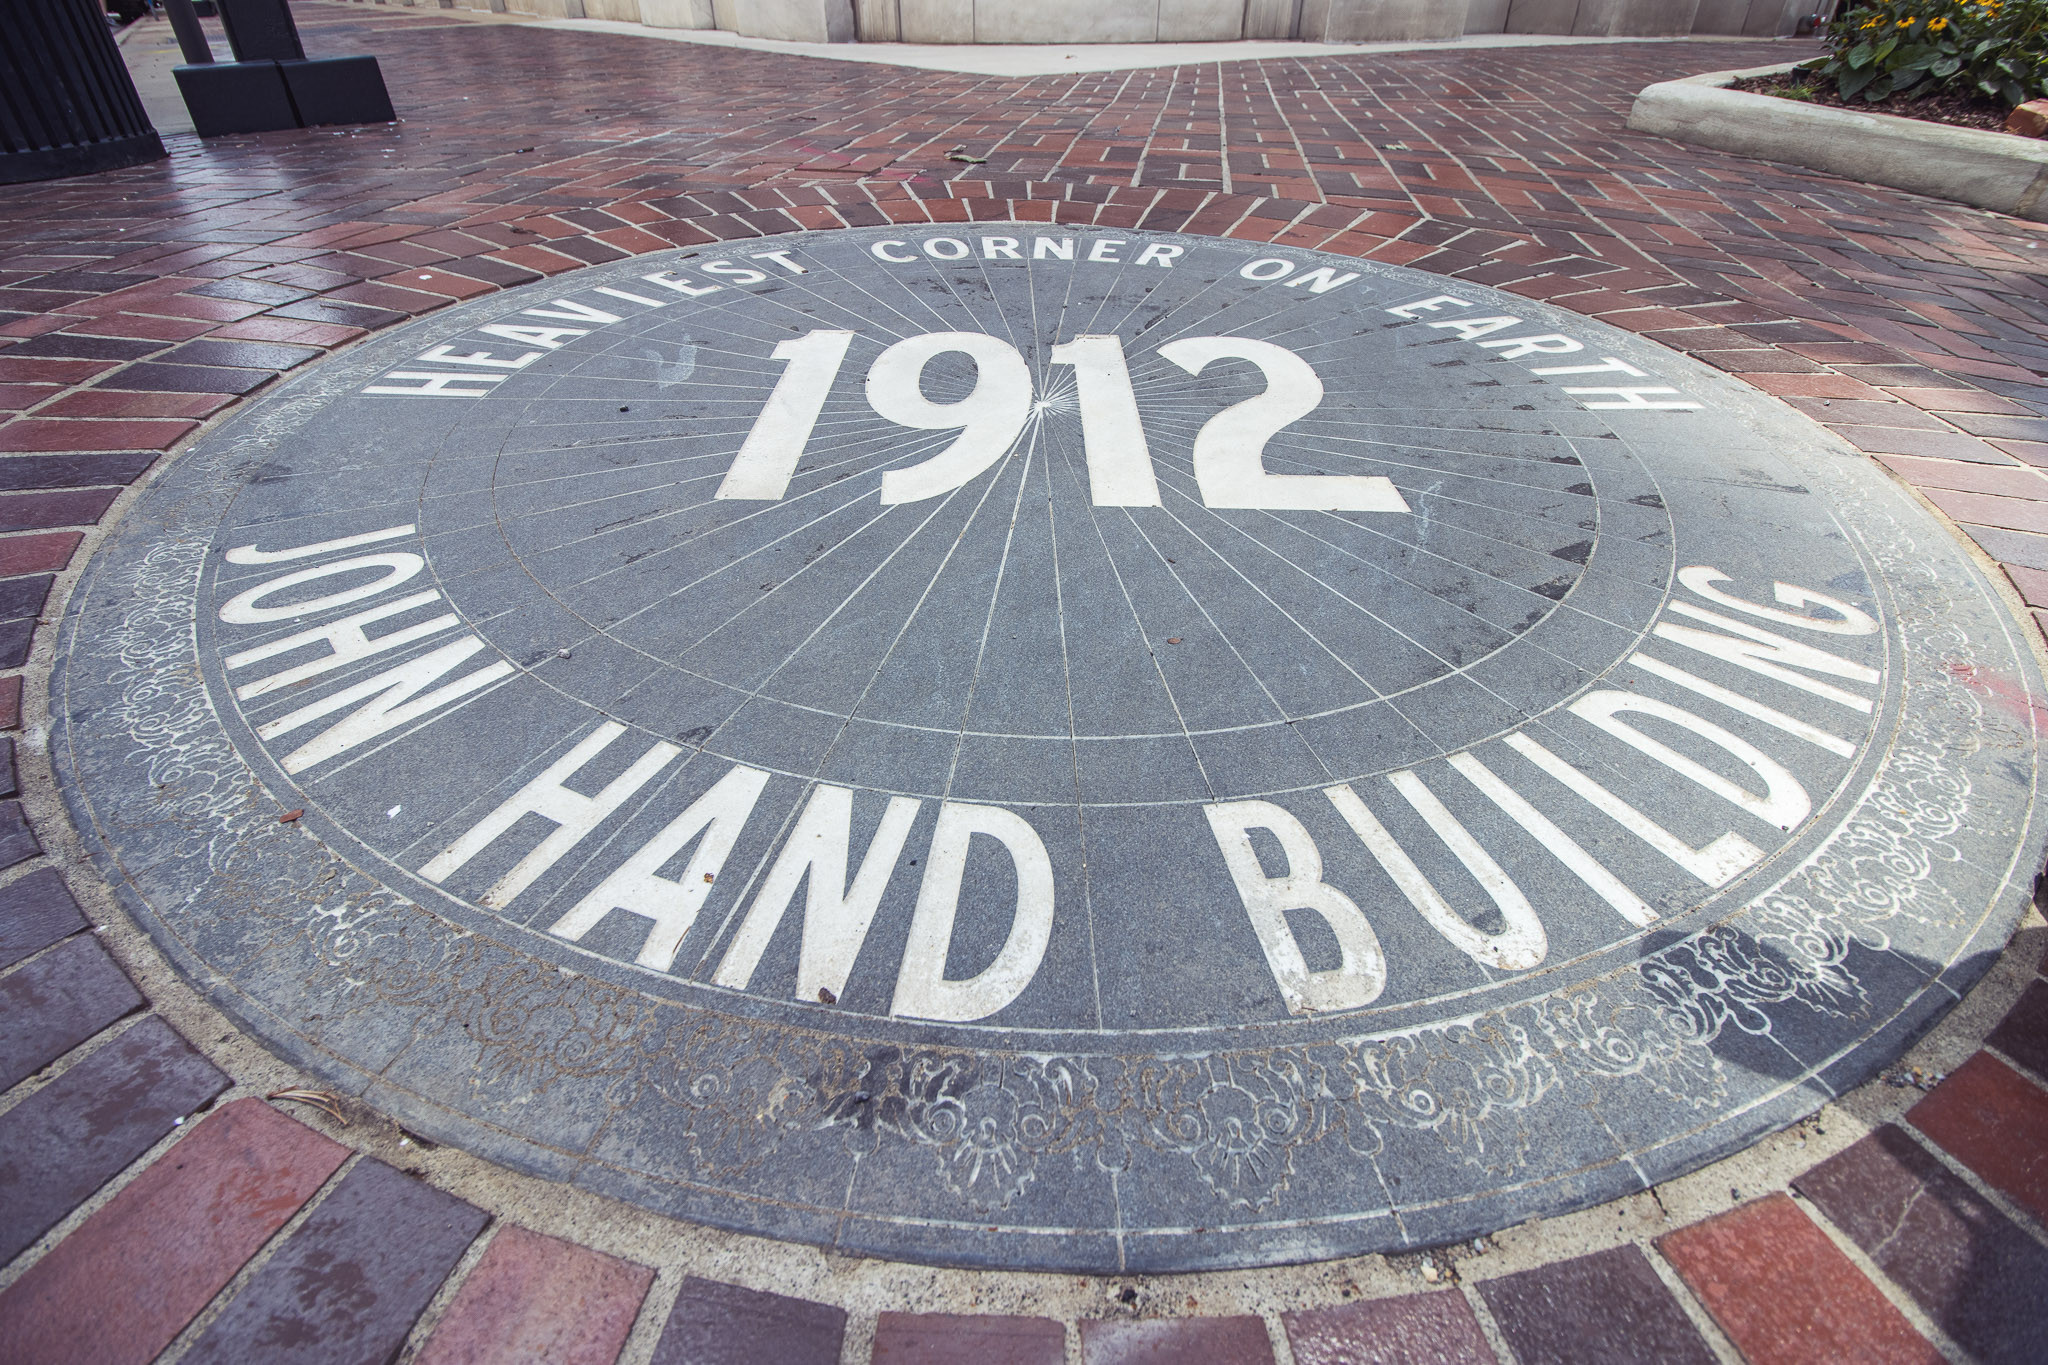 HEAVIEST CORNER ON EARTH
1912
JOHN HAND BUILDING